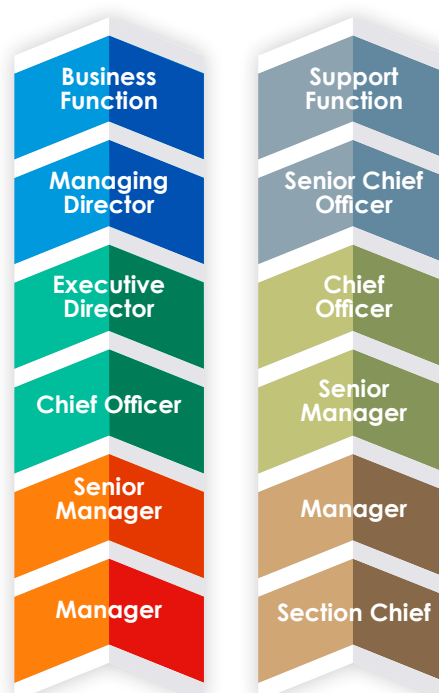 Business
Function
Managing
Director
Executive
Director
Chief Officer
Senior
Manager
Manager
Support
Function
Senior Chief
Officer
Chief
Officer
Senior
Manager
Manager
Section Chief